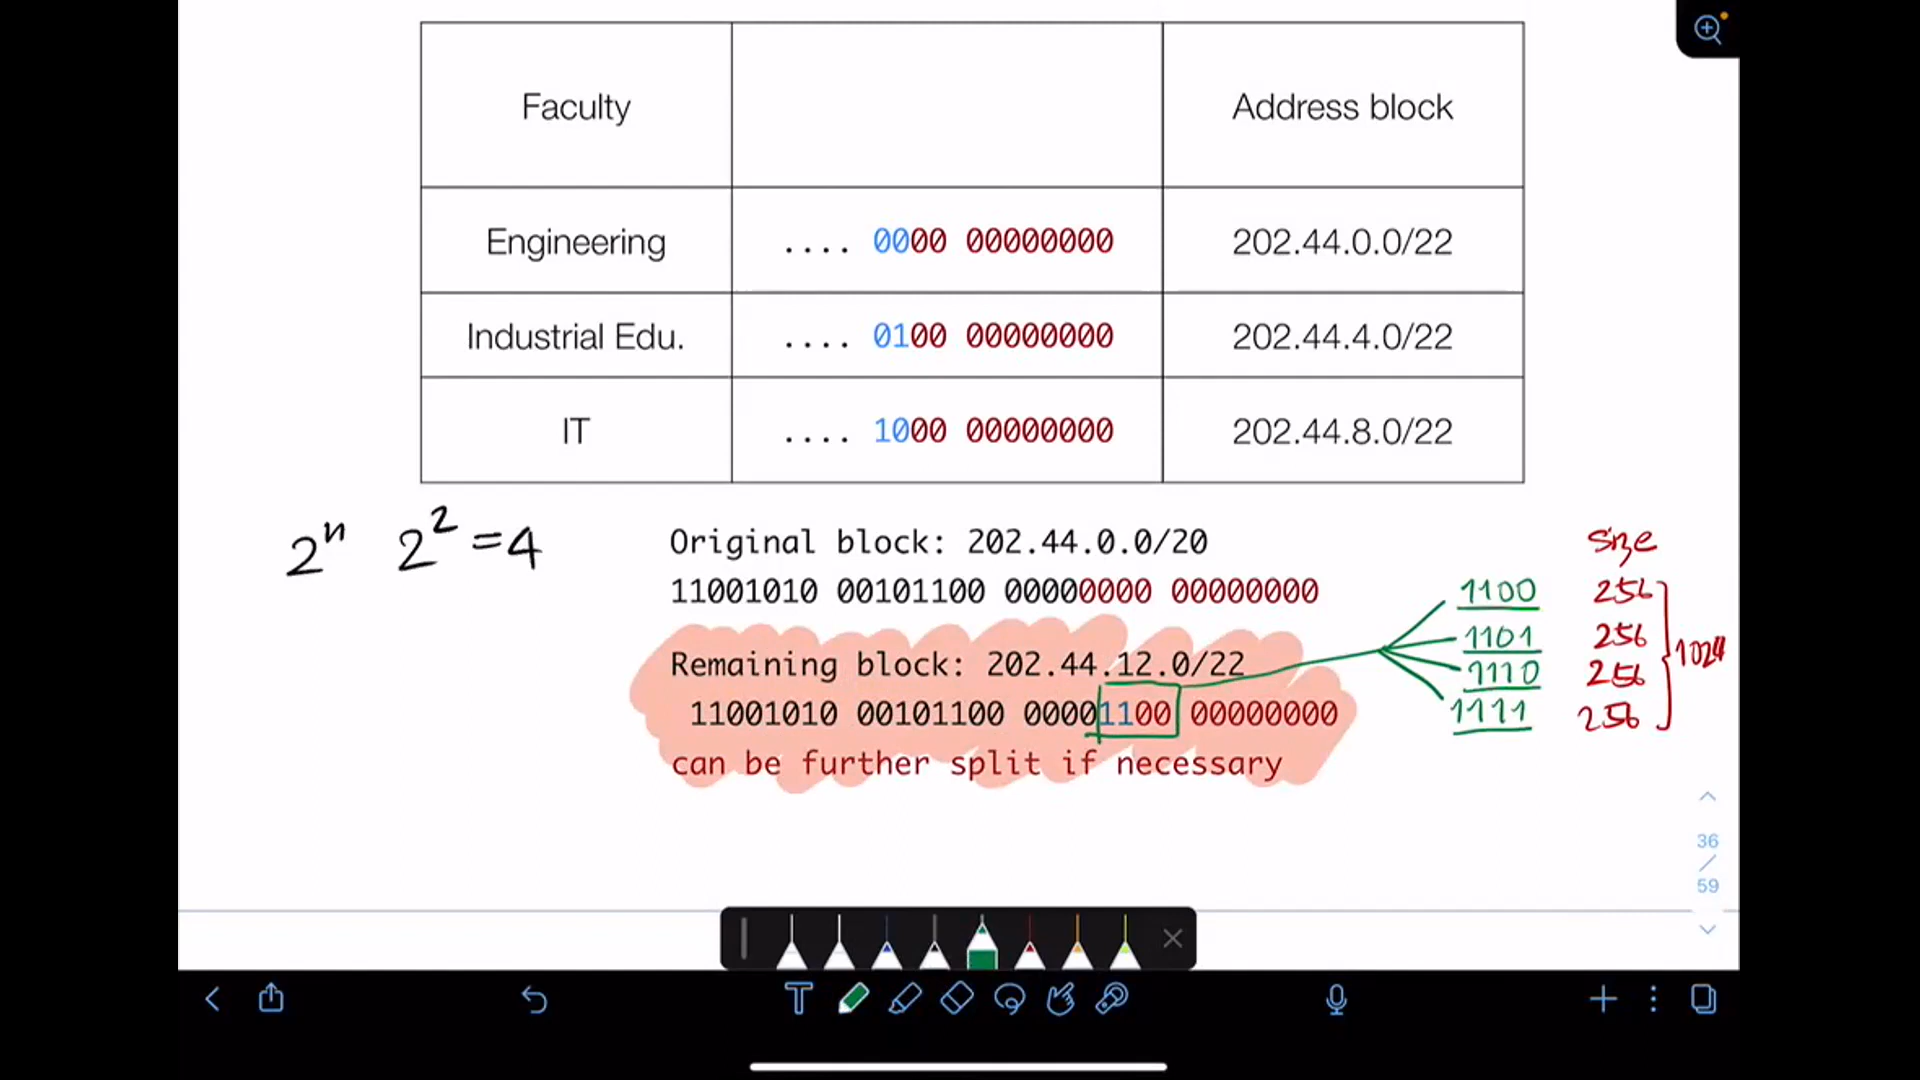 Faculty Address block
Engineering .... 0000 00000000 202.44.0.0/22
Industrial Edu. .... 0100 00000000 202.44.4.0/22
IT .... 1000 00000000 202.44.8.0/22
2ⁿ 2² =4
Original block: 202.44.0.0/20
11001010 00101100 00000000 00000000
Remaining block: 202.44.12.0/22
11001010 00101100 00001100 00000000
can be further split if necessary
size
1100 256
1101 256
1110 256
1111 256
1024
36
/
59
T